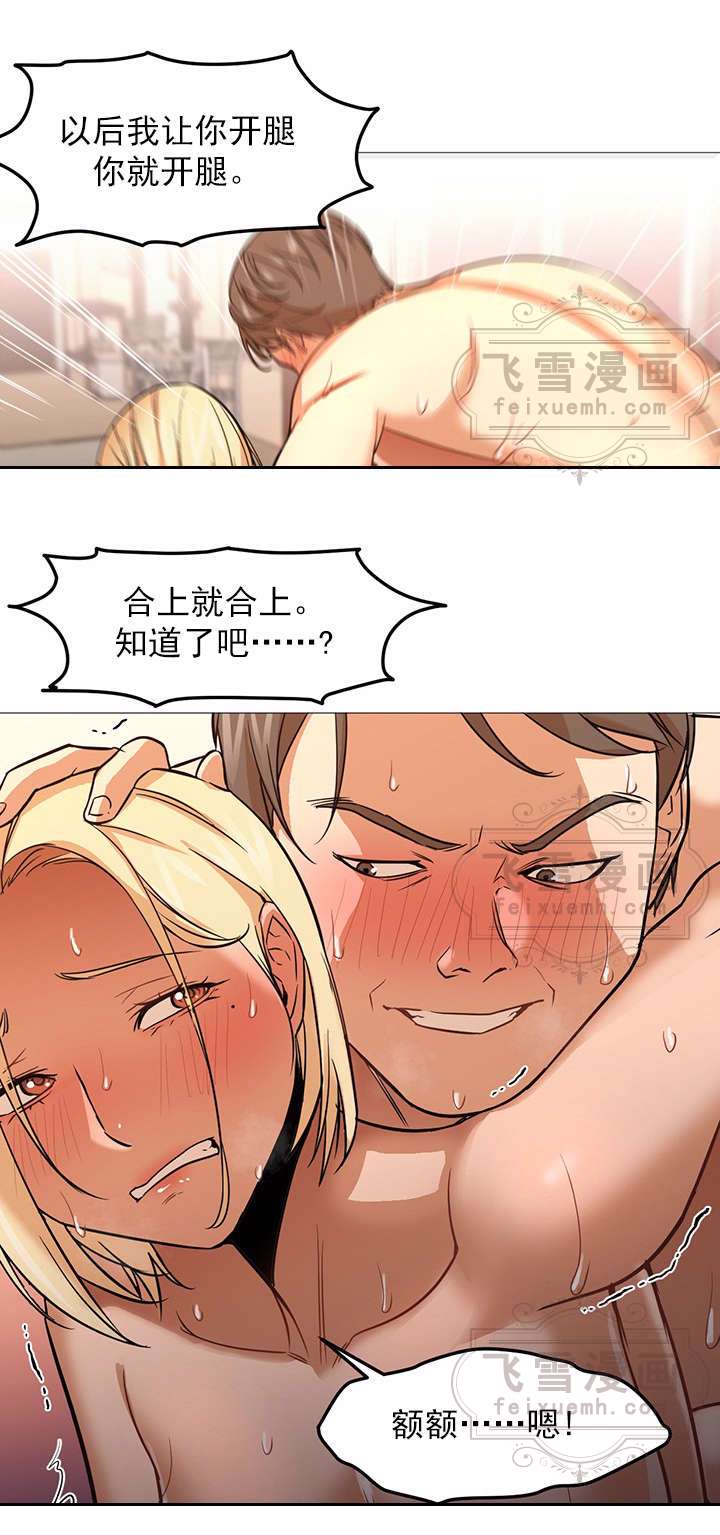 以后我让你开腿
你就开腿。
飞雪漫画
feixuemh.com
合上就合上。
知道了吧……?
飞雪漫画
feixuemh.com
飞雪漫画
feixuemh.com
额额……嗯!